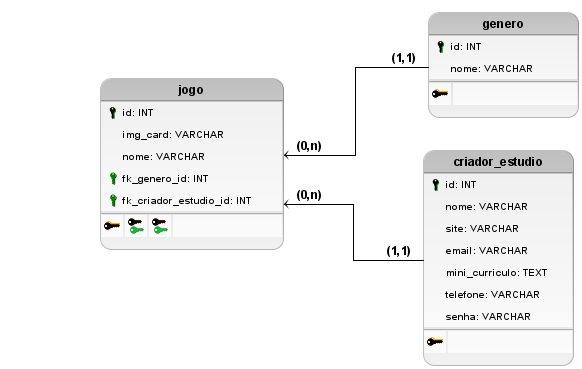 genero
id: INT
nome: VARCHAR
(1,1)
jogo
id: INT
img_card: VARCHAR
nome: VARCHAR
fk_genero_id: INT
fk_criador_estudio_id: INT
(0,n)
(0,n)
(1,1)
criador_estudio
id: INT
nome: VARCHAR
site: VARCHAR
email: VARCHAR
mini_curriculo: TEXT
telefone: VARCHAR
senha: VARCHAR